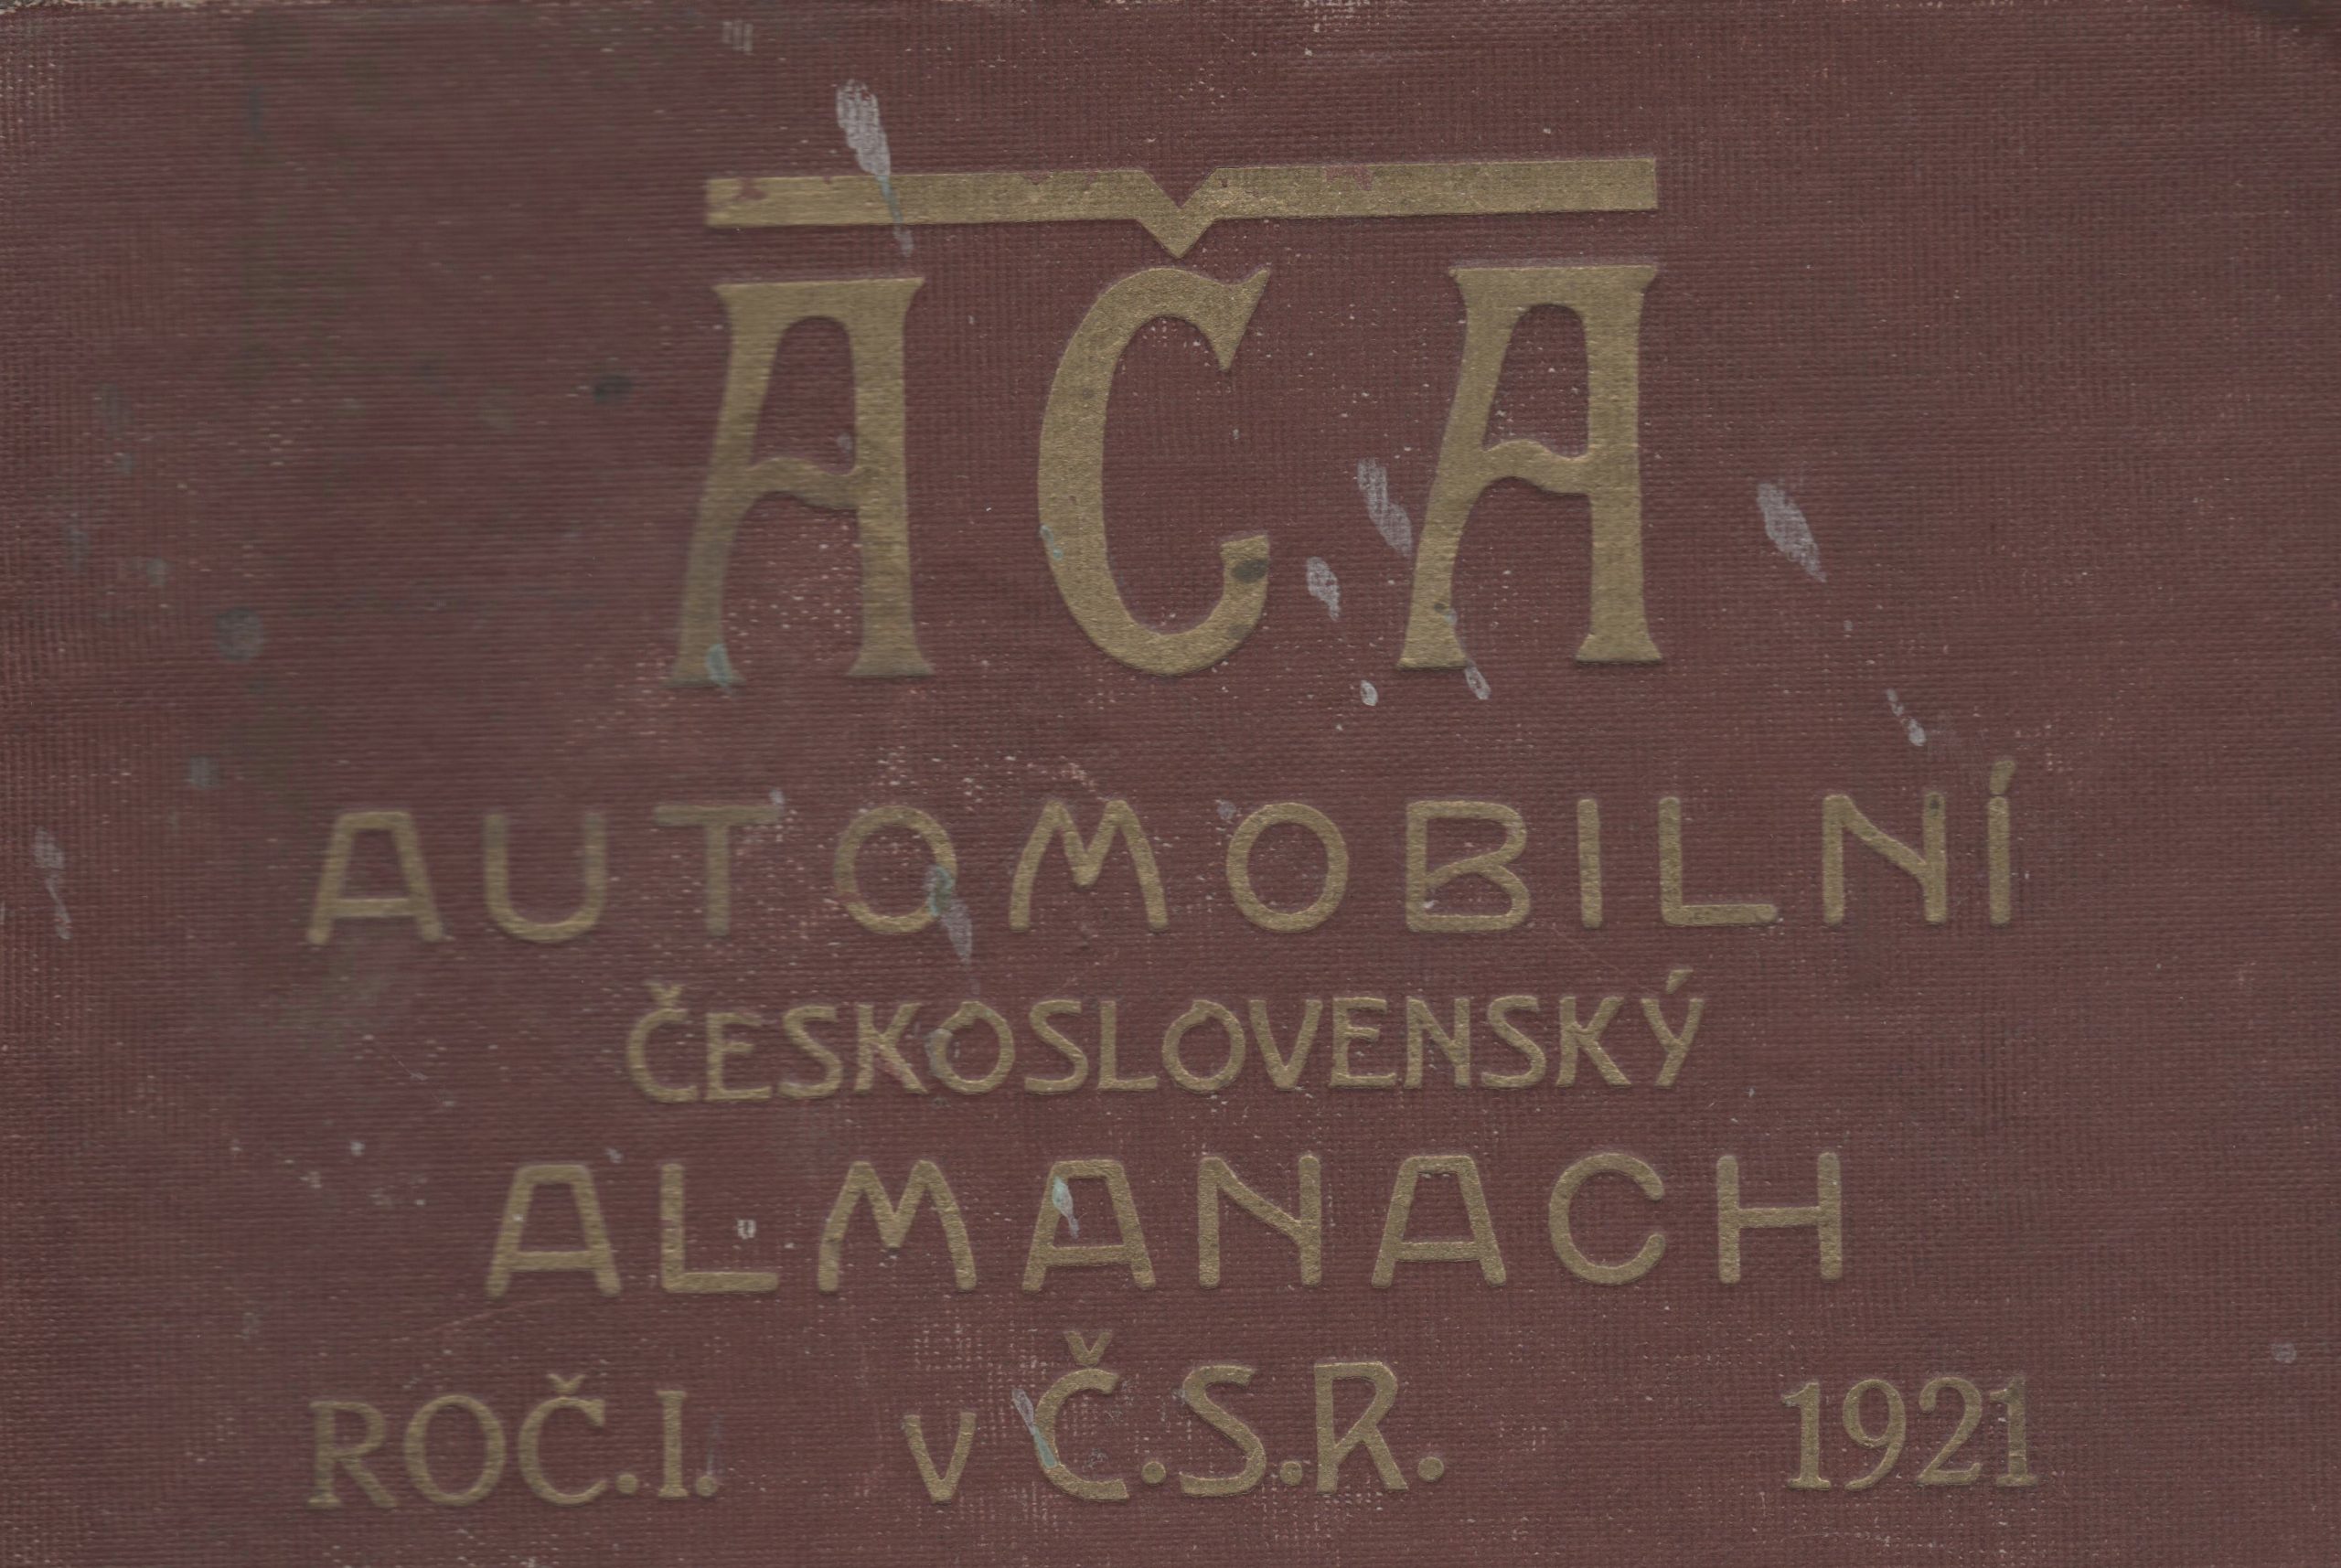 AČA
AUTOMOBILNÍ
ČESKOSLOVENSKÝ
ALMANACH
ROČ.I. v Č.S.R. 1921